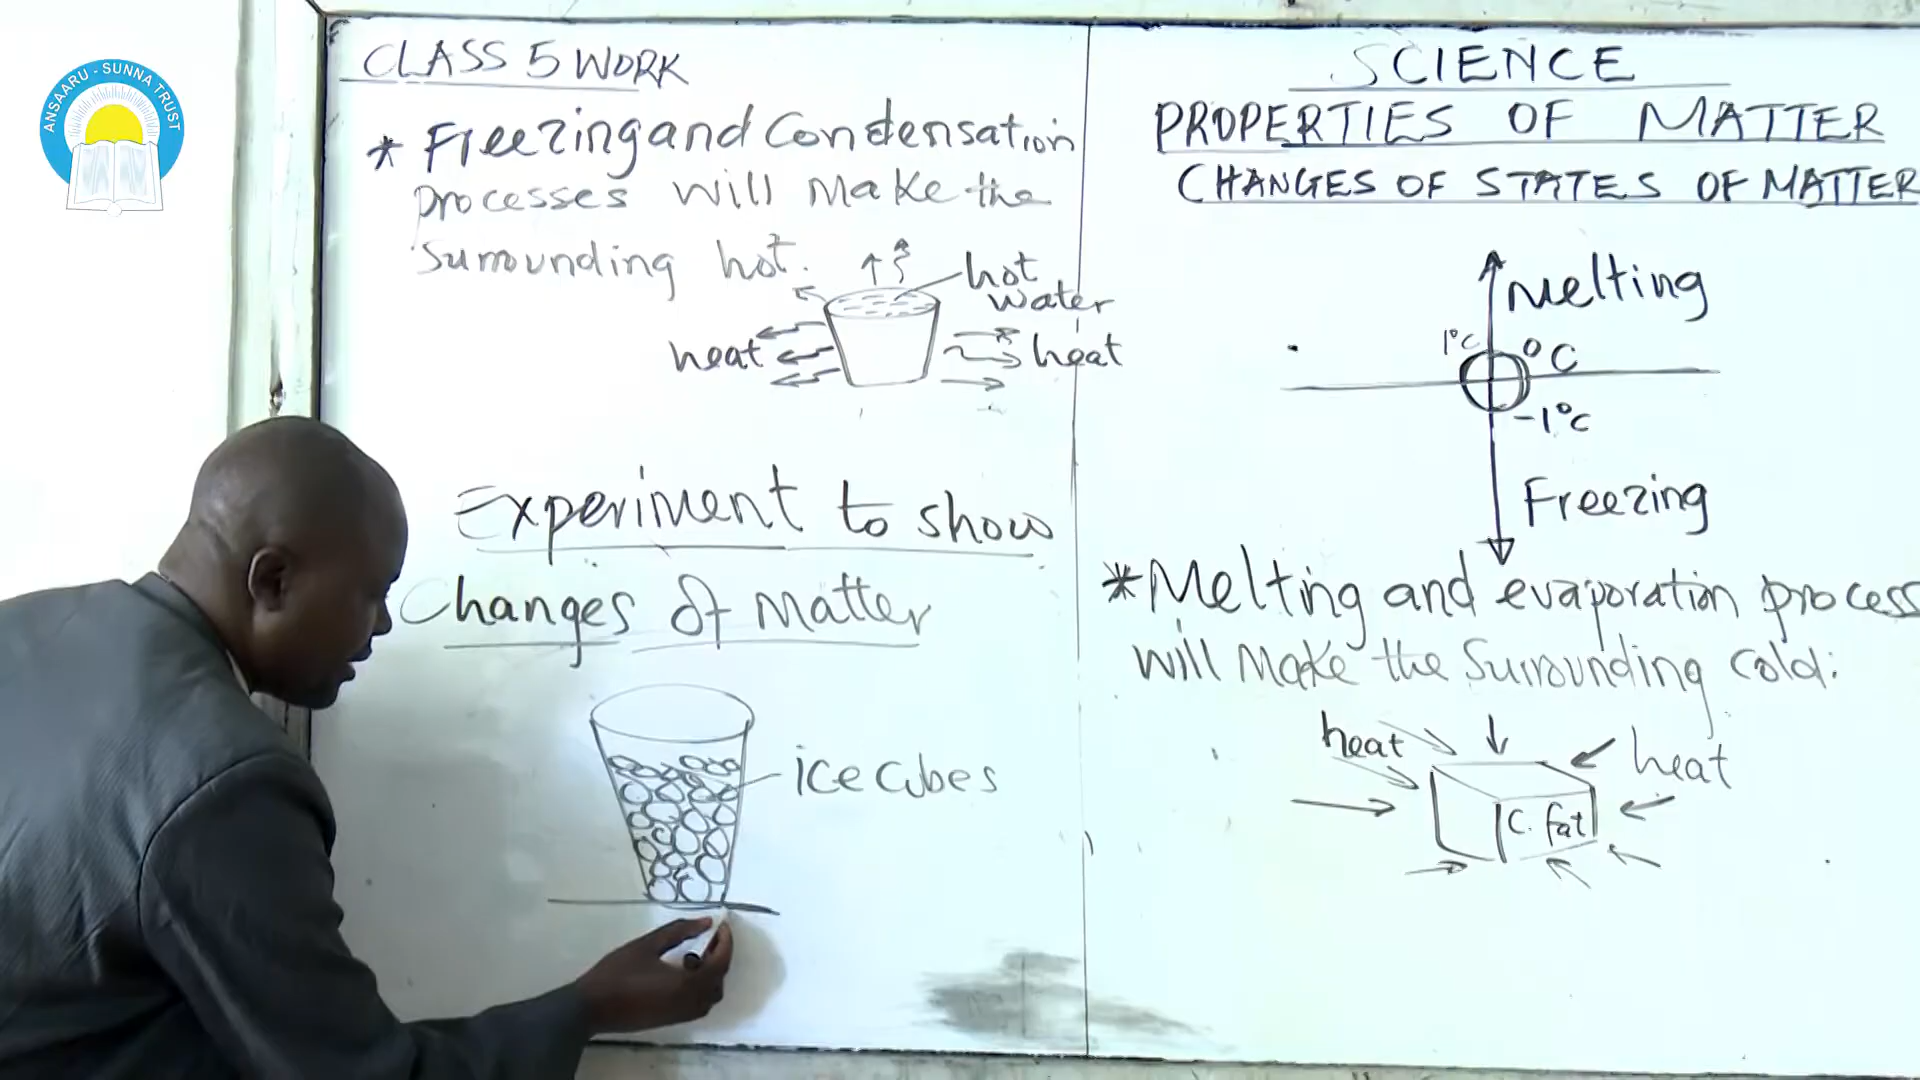 ANSAARU - SUNNA TRUST
CLASS 5 WORK
* Freezing and Condensation
processes will make the
surrounding hot.
hot
water
heat
heat
Experiment to show
Changes of Matter
ice cubes
SCIENCE
PROPERTIES OF MATTER
CHANGES OF STATES OF MATTER
Melting
1°C
0°C
-1°C
Freezing
* Melting and evaporation process
will make the surrounding cold:
heat
heat
C. fat